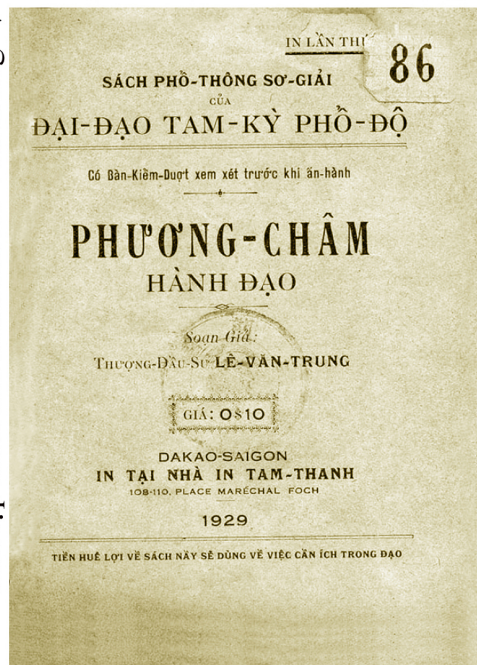 IN LẦN THỨ
86
SÁCH PHỔ-THÔNG SƠ-GIẢI
CỦA
ĐẠI-ĐẠO TAM-KỲ PHỔ-ĐỘ
Có Bàn-Kiểm-Duợt xem xét trước khi ấn-hành
PHƯƠNG-CHÂM
HÀNH ĐẠO
Soạn Giả:
THƯỢNG-ĐẦU-SƯ LÊ-VĂN-TRUNG
GIÁ: 0$10
DAKAO-SAIGON
IN TẠI NHÀ IN TAM-THANH
108-110, PLACE MARÉCHAL FOCH
1929
TIỀN HUÊ LỢI VỀ SÁCH NẦY SẼ DÙNG VỀ VIỆC CẦN ÍCH TRONG ĐẠO